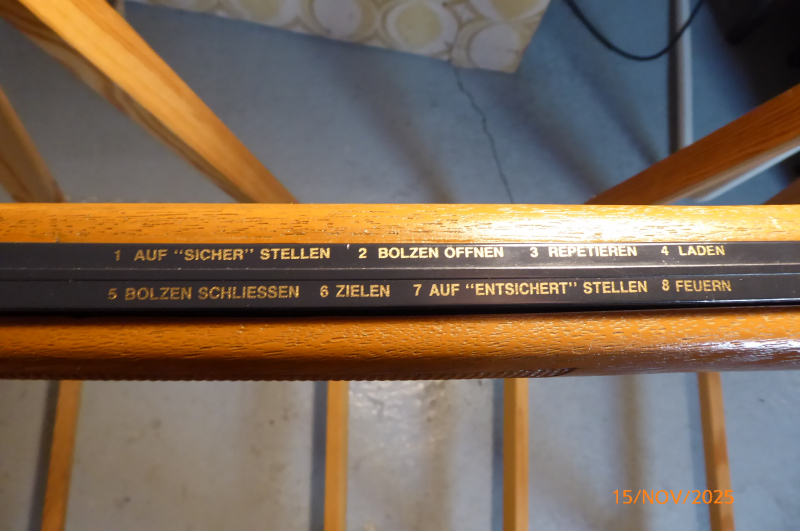 1 AUF "SICHER" STELLEN 2 BOLZEN ÖFFNEN 3 REPETIEREN 4 LADEN
5 BOLZEN SCHLIESSEN 6 ZIELEN 7 AUF "ENTSICHERT" STELLEN 8 FEUERN
15/NOV/2025